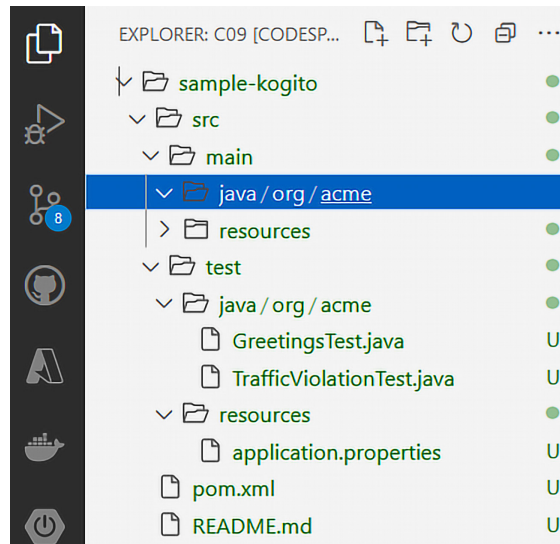 EXPLORER: C09 [CODESP...
sample-kogito
src
main
java / org / acme
resources
test
java / org / acme
GreetingsTest.java U
TrafficViolationTest.java U
resources
application.properties U
pom.xml U
README.md U
8